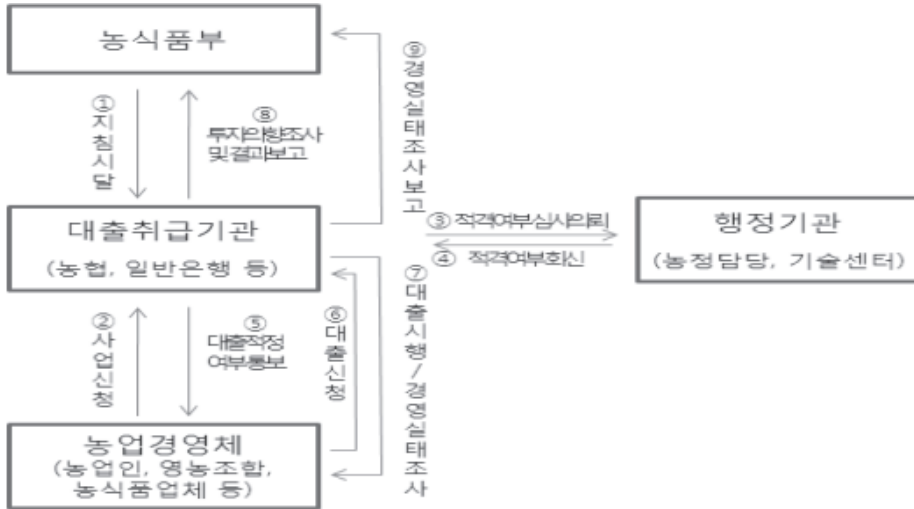 농식품부
① 지침시달
⑧
투자의향조사
및결과보고
⑨ 경영실태조사보고
대출취급기관
(농협, 일반은행 등)
③ 적격여부심사의뢰
④ 적격여부회신
행정기관
(농정담당, 기술센터)
② 사업신청
⑤
대출적정
여부통보
⑥ 대출신청
⑦ 대출시행/경영실태조사
농업경영체
(농업인, 영농조합,
농식품업체 등)